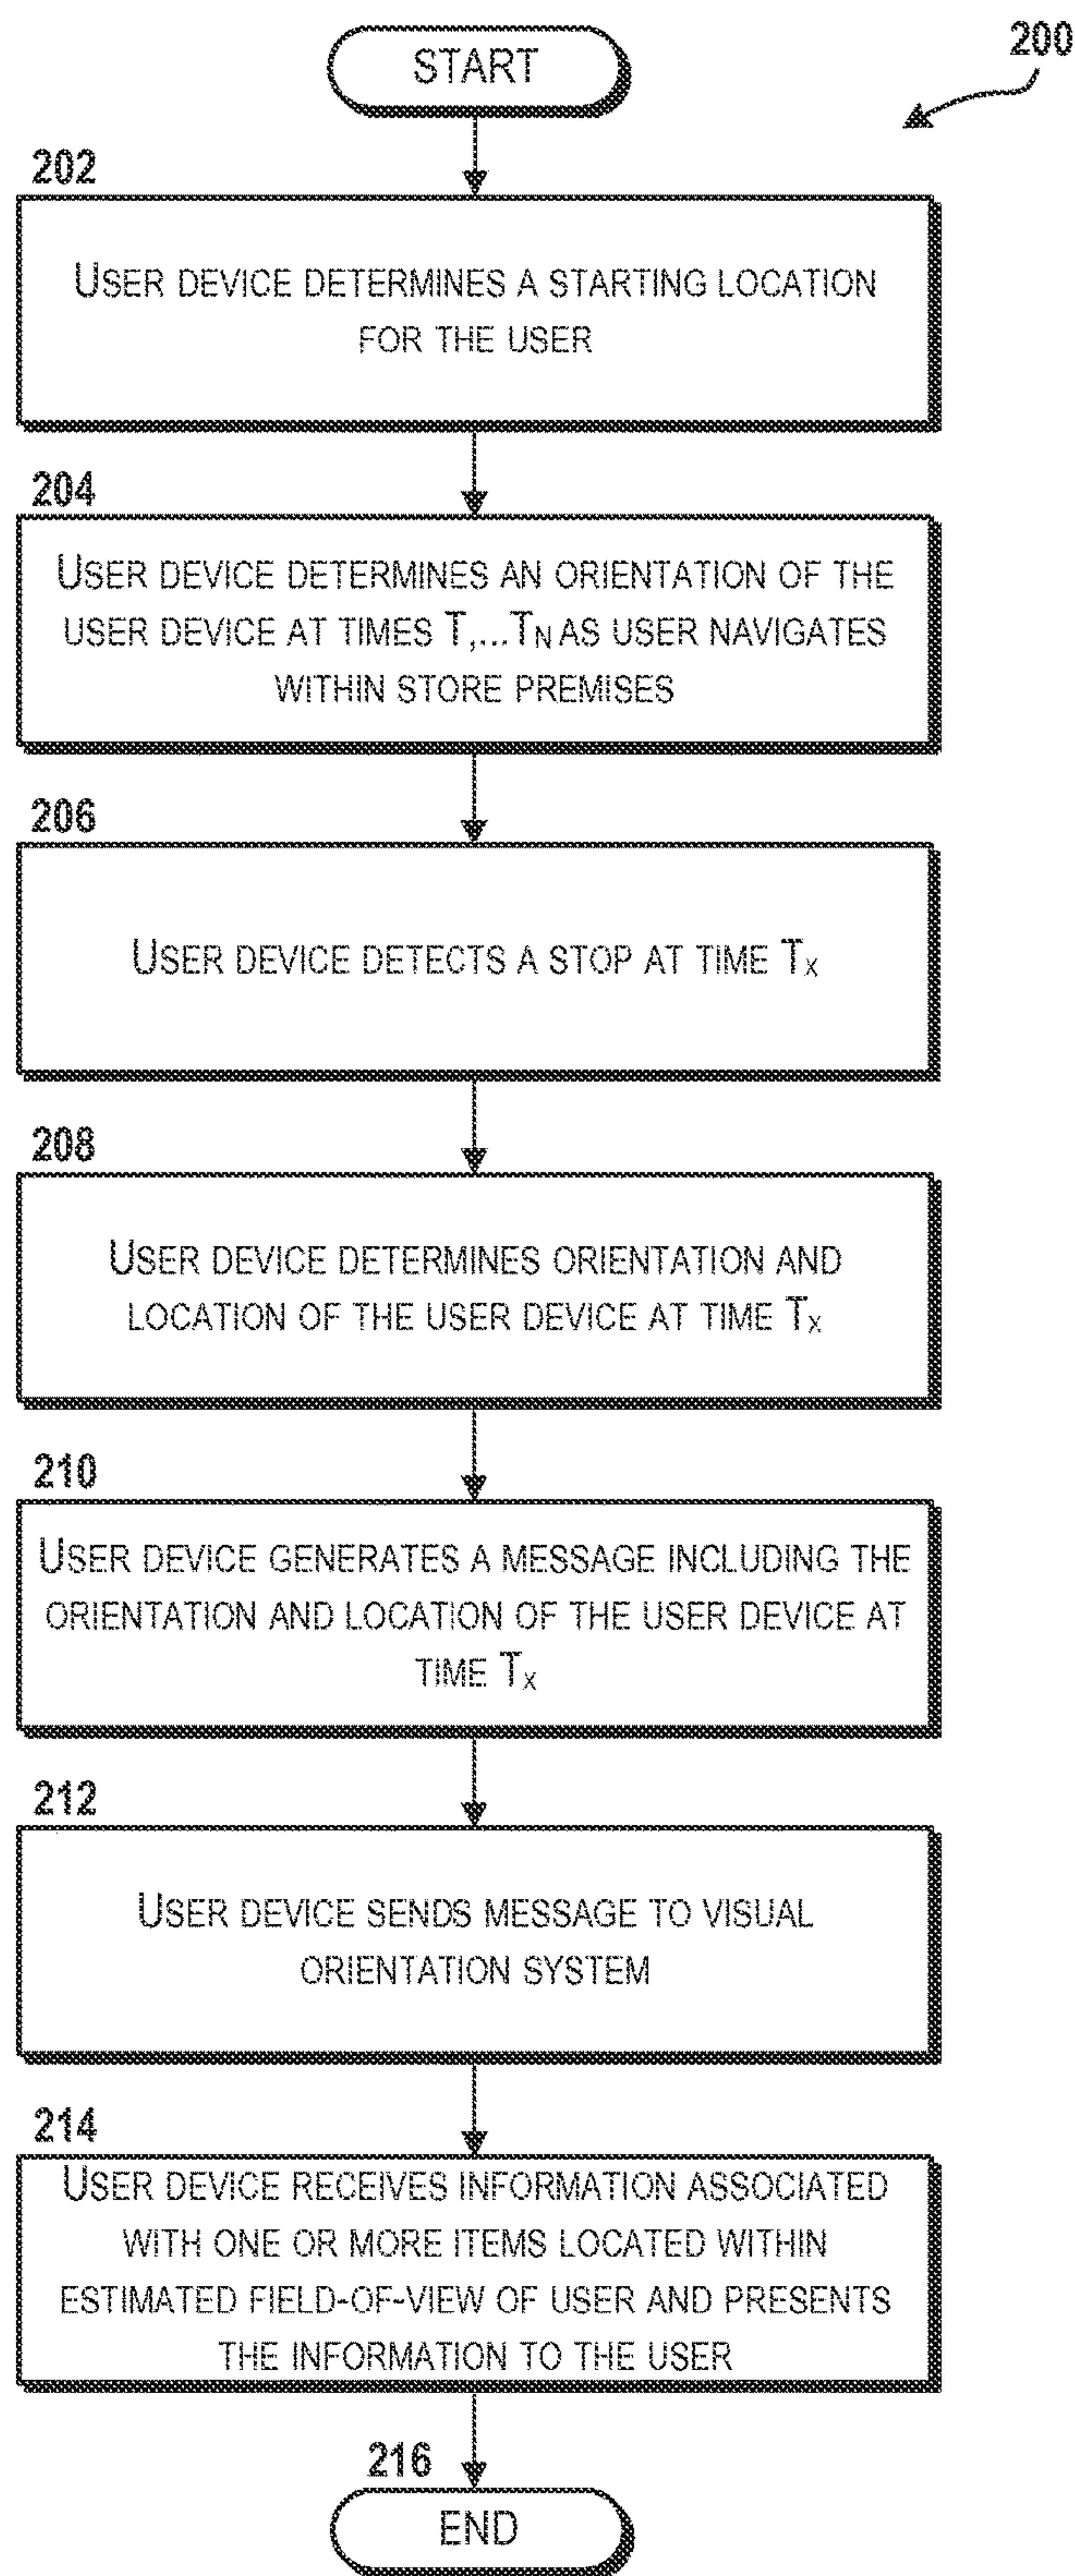 START
200
202
USER DEVICE DETERMINES A STARTING LOCATION
FOR THE USER
204
USER DEVICE DETERMINES AN ORIENTATION OF THE
USER DEVICE AT TIMES T,...TN AS USER NAVIGATES
WITHIN STORE PREMISES
206
USER DEVICE DETECTS A STOP AT TIME TX
208
USER DEVICE DETERMINES ORIENTATION AND
LOCATION OF THE USER DEVICE AT TIME TX
210
USER DEVICE GENERATES A MESSAGE INCLUDING THE
ORIENTATION AND LOCATION OF THE USER DEVICE AT
TIME TX
212
USER DEVICE SENDS MESSAGE TO VISUAL
ORIENTATION SYSTEM
214
USER DEVICE RECEIVES INFORMATION ASSOCIATED
WITH ONE OR MORE ITEMS LOCATED WITHIN
ESTIMATED FIELD-OF-VIEW OF USER AND PRESENTS
THE INFORMATION TO THE USER
216
END